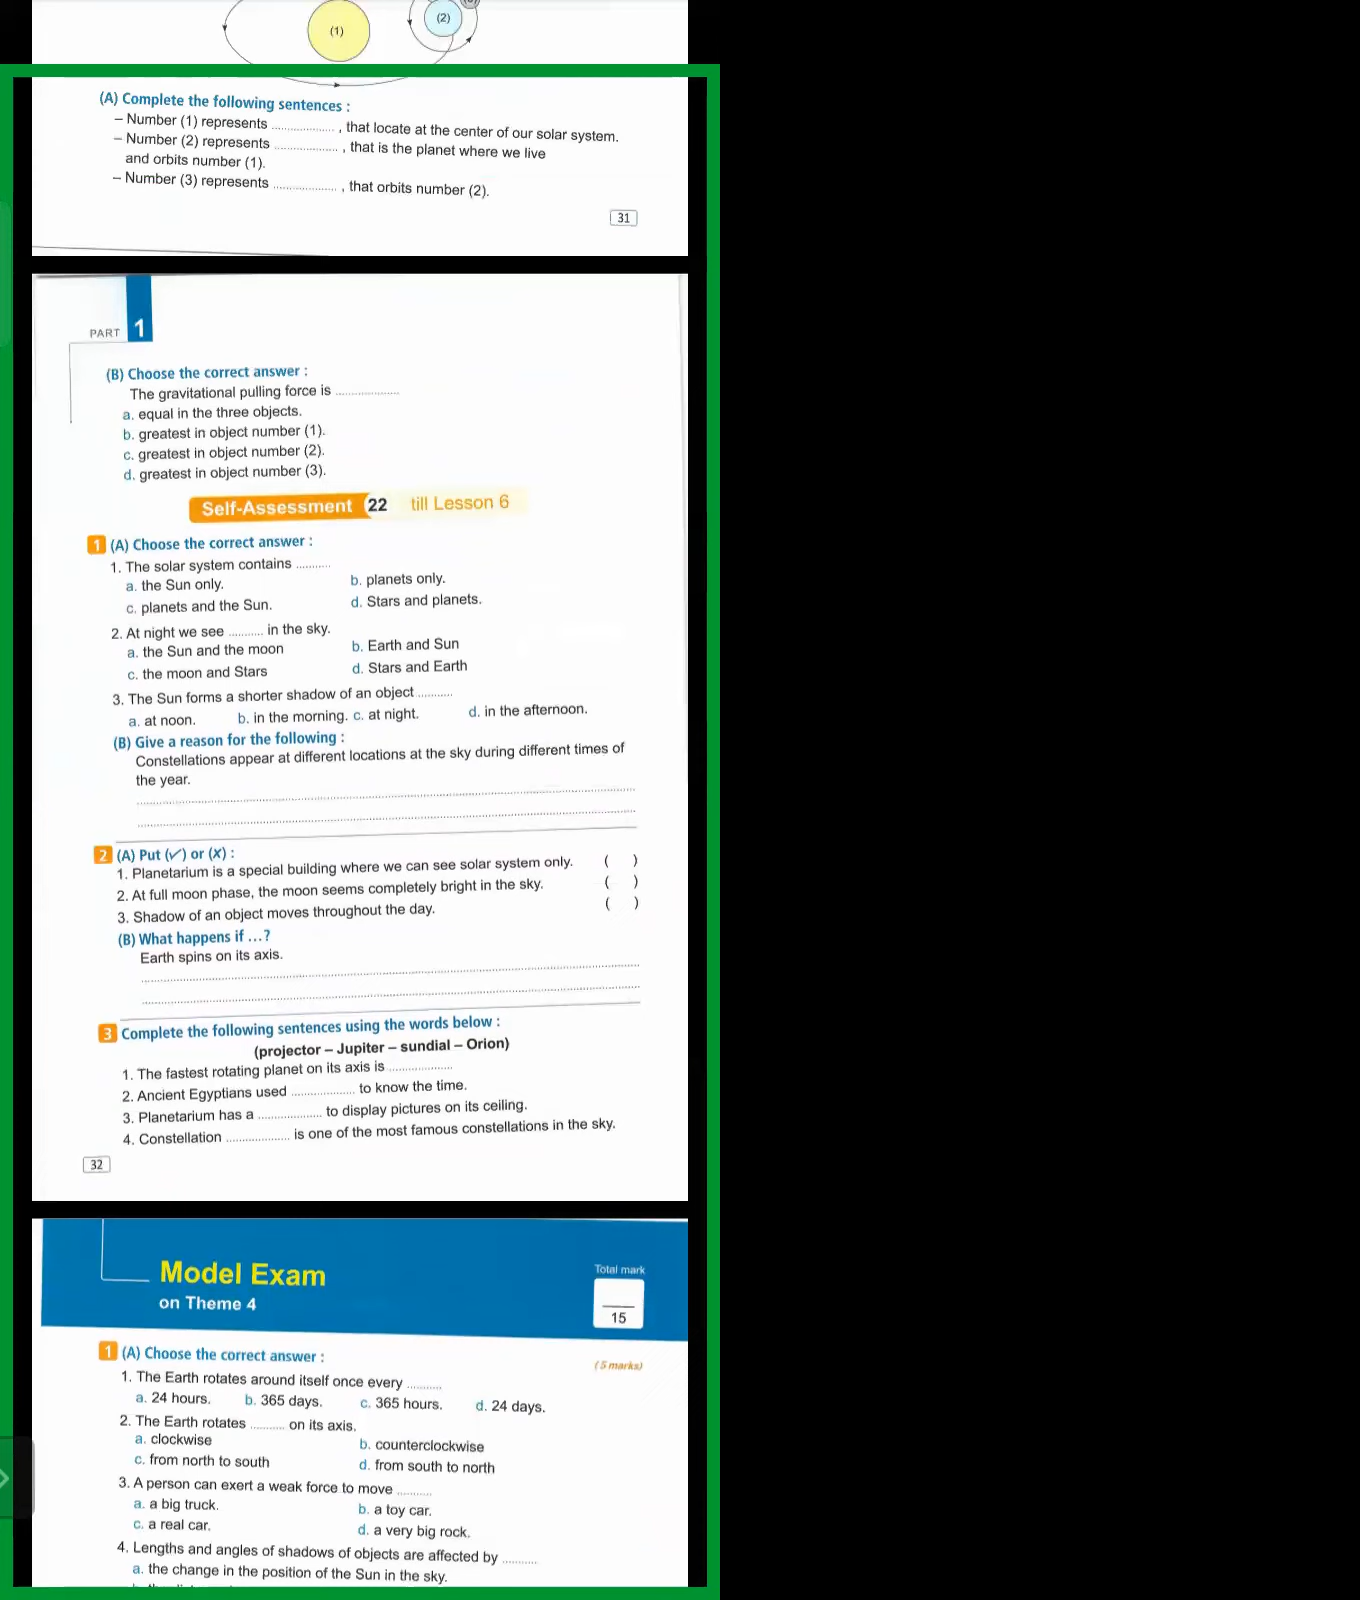 (1)
(2)
(A) Complete the following sentences :
– Number (1) represents .................. , that locate at the center of our solar system.
– Number (2) represents .................. , that is the planet where we live
and orbits number (1).
– Number (3) represents .................. , that orbits number (2).
31
PART 1
(B) Choose the correct answer :
The gravitational pulling force is ..................
a. equal in the three objects.
b. greatest in object number (1).
c. greatest in object number (2).
d. greatest in object number (3).
Self-Assessment 22 till Lesson 6
1 (A) Choose the correct answer :
1. The solar system contains ..........
a. the Sun only. b. planets only.
c. planets and the Sun. d. Stars and planets.
2. At night we see .......... in the sky.
a. the Sun and the moon b. Earth and Sun
c. the moon and Stars d. Stars and Earth
3. The Sun forms a shorter shadow of an object ..........
a. at noon. b. in the morning. c. at night. d. in the afternoon.
(B) Give a reason for the following :
Constellations appear at different locations at the sky during different times of
the year.
2 (A) Put (✓) or (✗) :
1. Planetarium is a special building where we can see solar system only. ( )
2. At full moon phase, the moon seems completely bright in the sky. ( )
3. Shadow of an object moves throughout the day. ( )
(B) What happens if ...?
Earth spins on its axis.
3 Complete the following sentences using the words below :
(projector – Jupiter – sundial – Orion)
1. The fastest rotating planet on its axis is ..................
2. Ancient Egyptians used .................. to know the time.
3. Planetarium has a .................. to display pictures on its ceiling.
4. Constellation .................. is one of the most famous constellations in the sky.
32
Model Exam
on Theme 4
Total mark
15
1 (A) Choose the correct answer :
(5 marks)
1. The Earth rotates around itself once every ..........
a. 24 hours. b. 365 days. c. 365 hours. d. 24 days.
2. The Earth rotates .......... on its axis.
a. clockwise b. counterclockwise
c. from north to south d. from south to north
3. A person can exert a weak force to move ..........
a. a big truck. b. a toy car.
c. a real car. d. a very big rock.
4. Lengths and angles of shadows of objects are affected by ..........
a. the change in the position of the Sun in the sky.